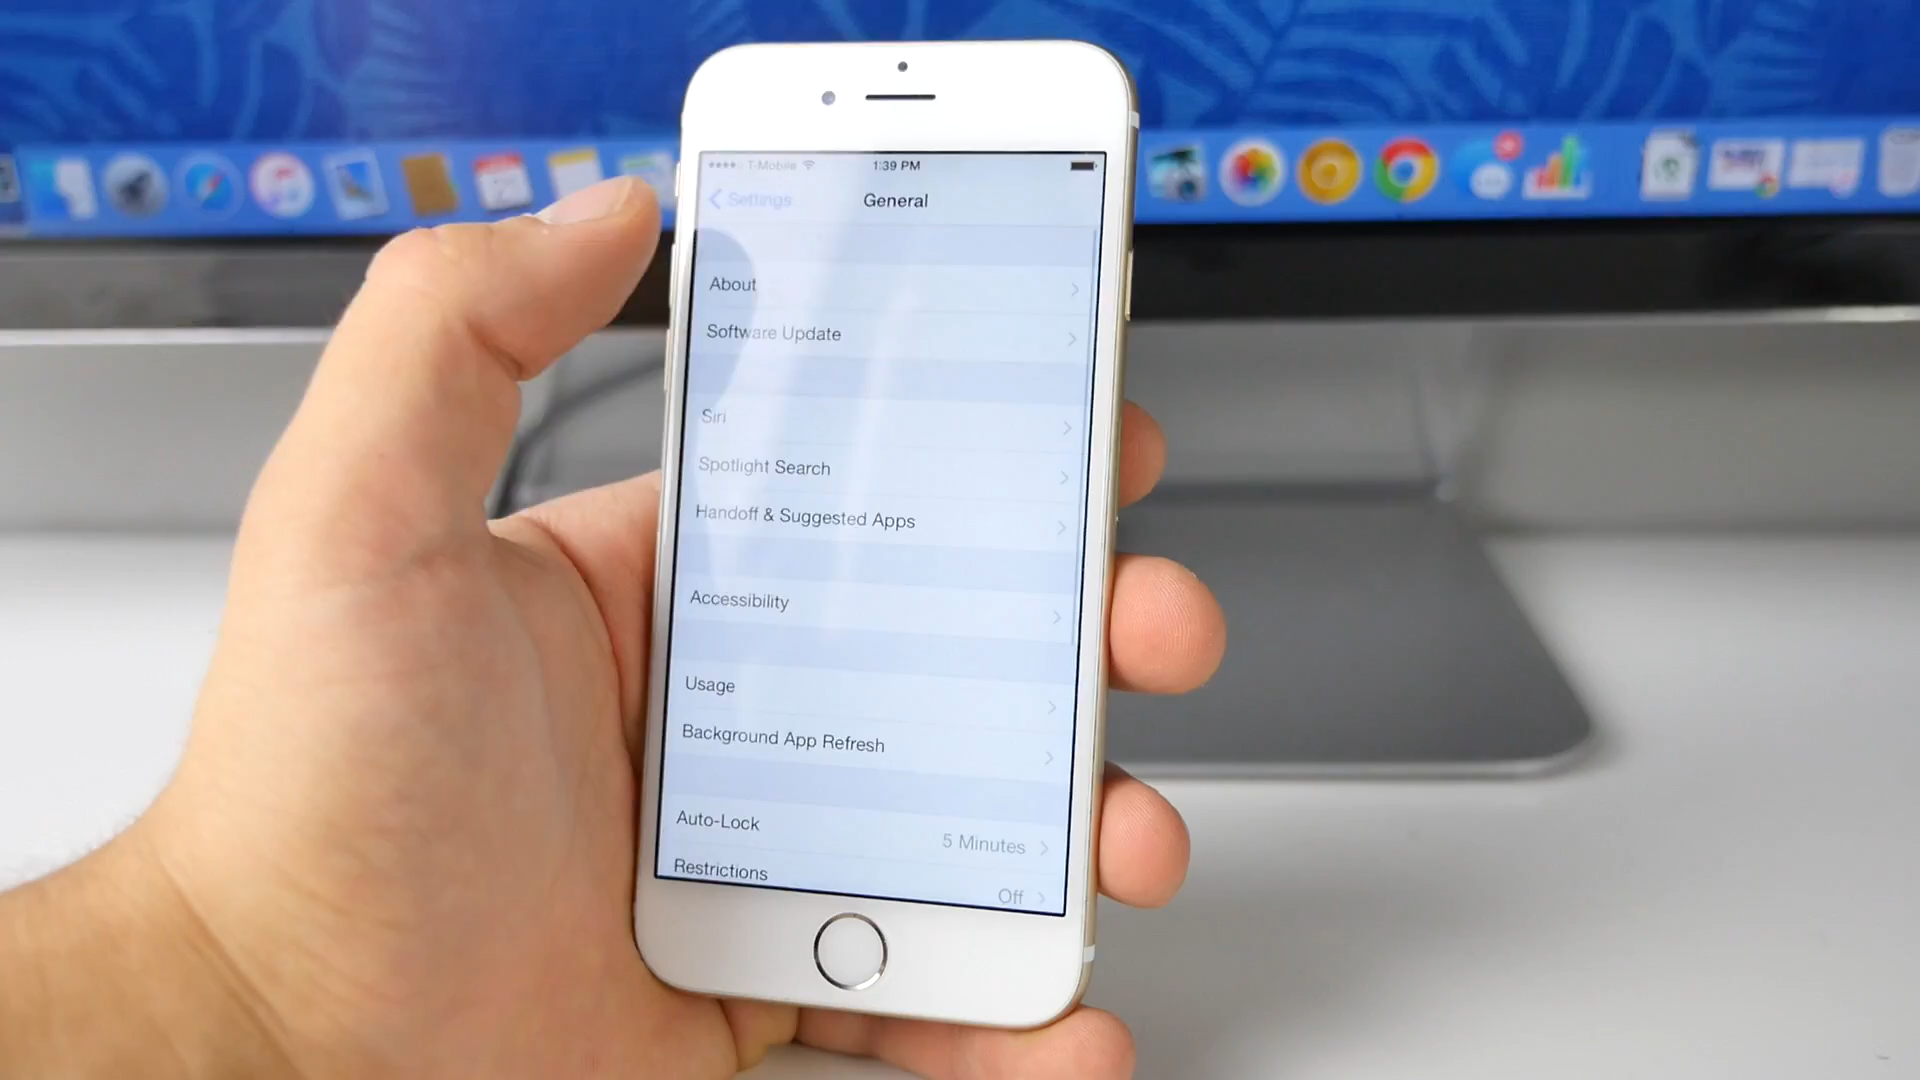 T-Mobile 1:39 PM
Settings General
About
Software Update
Siri
Spotlight Search
Handoff & Suggested Apps
Accessibility
Usage
Background App Refresh
Auto-Lock 5 Minutes
Restrictions Off